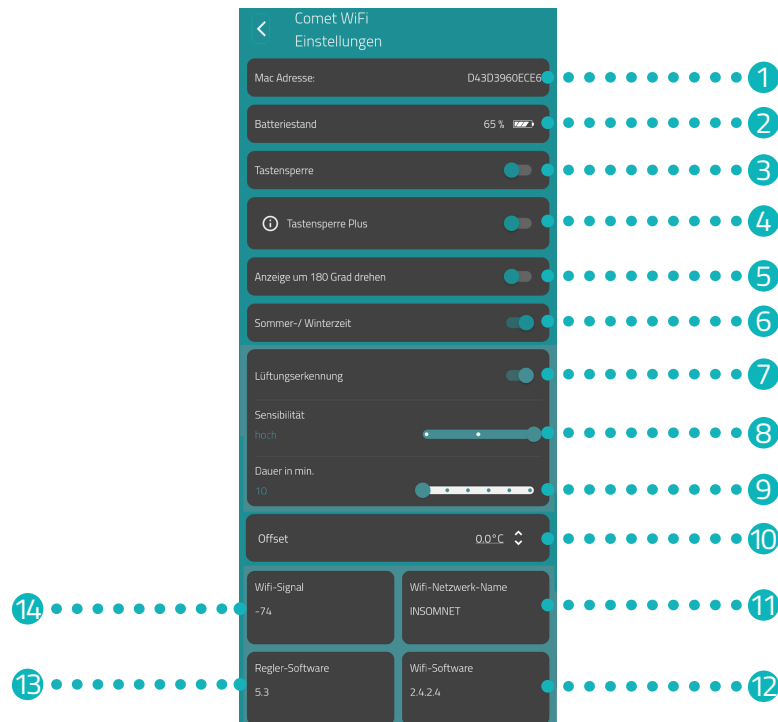 Comet WiFi
Einstellungen
Mac Adresse: D43D3960ECE6 1
Batteriestand 65 % 2
Tastensperre 3
Tastensperre Plus 4
Anzeige um 180 Grad drehen 5
Sommer-/ Winterzeit 6
Lüftungserkennung 7
Sensibilität
hoch 8
Dauer in min.
10 9
Offset 0.0°C 10
14 Wifi-Signal Wifi-Netzwerk-Name 11
-74 INSOMNET
13 Regler-Software Wifi-Software 12
5.3 2.4.2.4